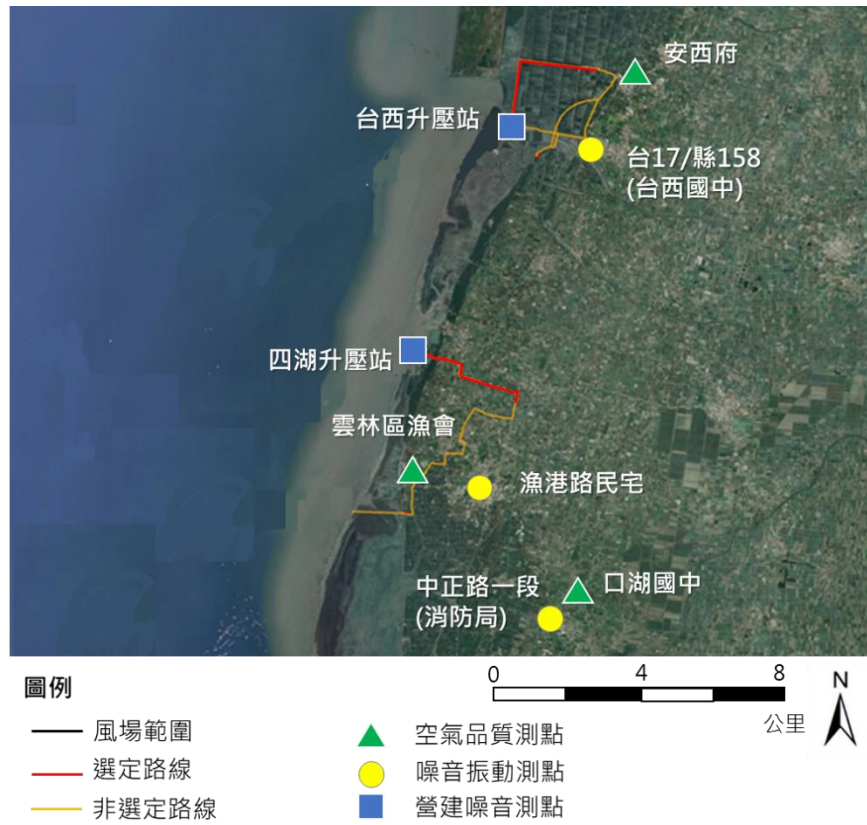 安西府
台西升壓站
台17/縣158
(台西國中)
四湖升壓站
雲林區漁會
漁港路民宅
中正路一段
(消防局)
口湖國中
圖例
0 4 8
公里
N
風場範圍
選定路線
非選定路線
空氣品質測點
噪音振動測點
營建噪音測點